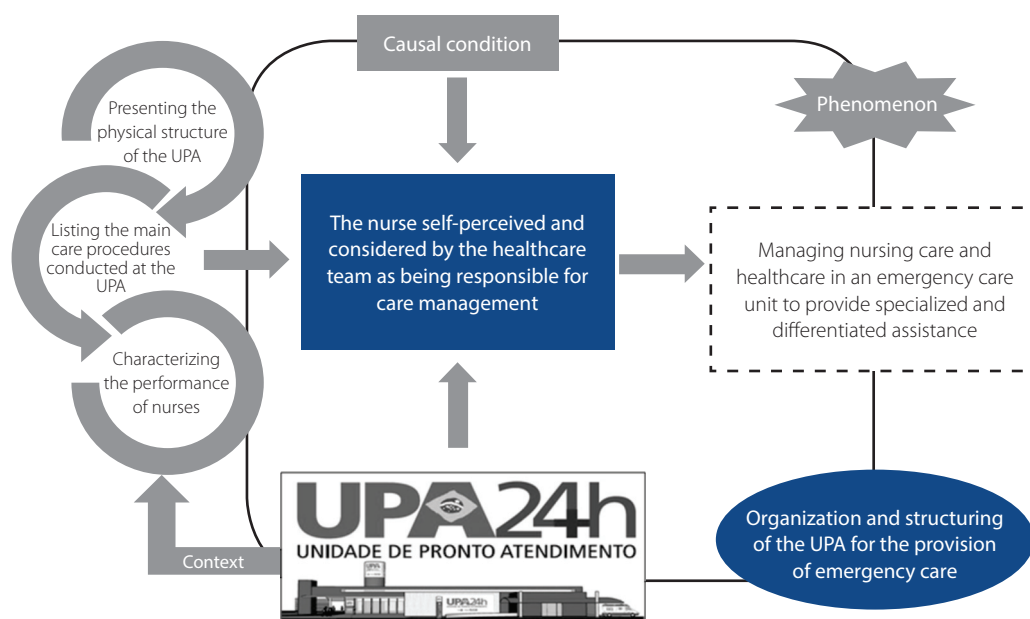 Causal condition
Phenomenon
Presenting the
physical structure
of the UPA
Listing the main
care procedures
conducted at the
UPA
Characterizing
the performance
of nurses
The nurse self-perceived and
considered by the healthcare
team as being responsible for
care management
Managing nursing care and
healthcare in an emergency care
unit to provide specialized and
differentiated assistance
Context
UPA24h
UNIDADE DE PRONTO ATENDIMENTO
UPA24h
Organization and structuring
of the UPA for the provision
of emergency care